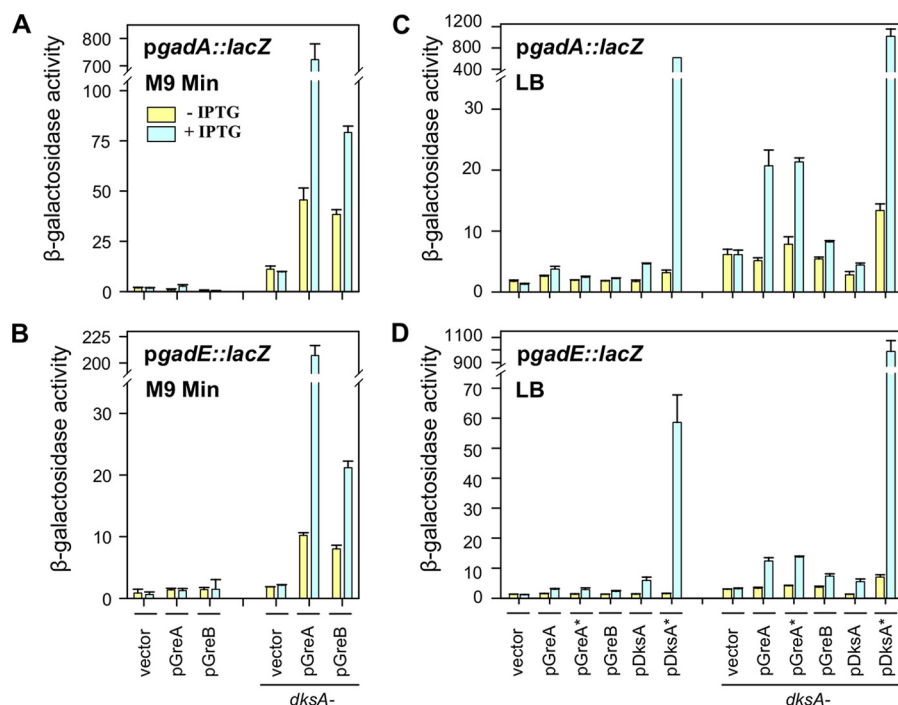 A
β-galactosidase activity
800
700
100
75
50
25
0
pgadA::lacZ
M9 Min
- IPTG
+ IPTG
B
β-galactosidase activity
225
200
30
20
10
0
pgadE::lacZ
M9 Min
vector
pGreA
pGreB
vector
pGreA
pGreB
dksA-
C
β-galactosidase activity
1200
800
400
30
20
10
0
pgadA::lacZ
LB
D
β-galactosidase activity
1100
1000
900
70
60
50
40
30
20
10
0
pgadE::lacZ
LB
vector
pGreA
pGreA*
pGreB
pDksA
pDksA*
vector
pGreA
pGreA*
pGreB
pDksA
pDksA*
dksA-